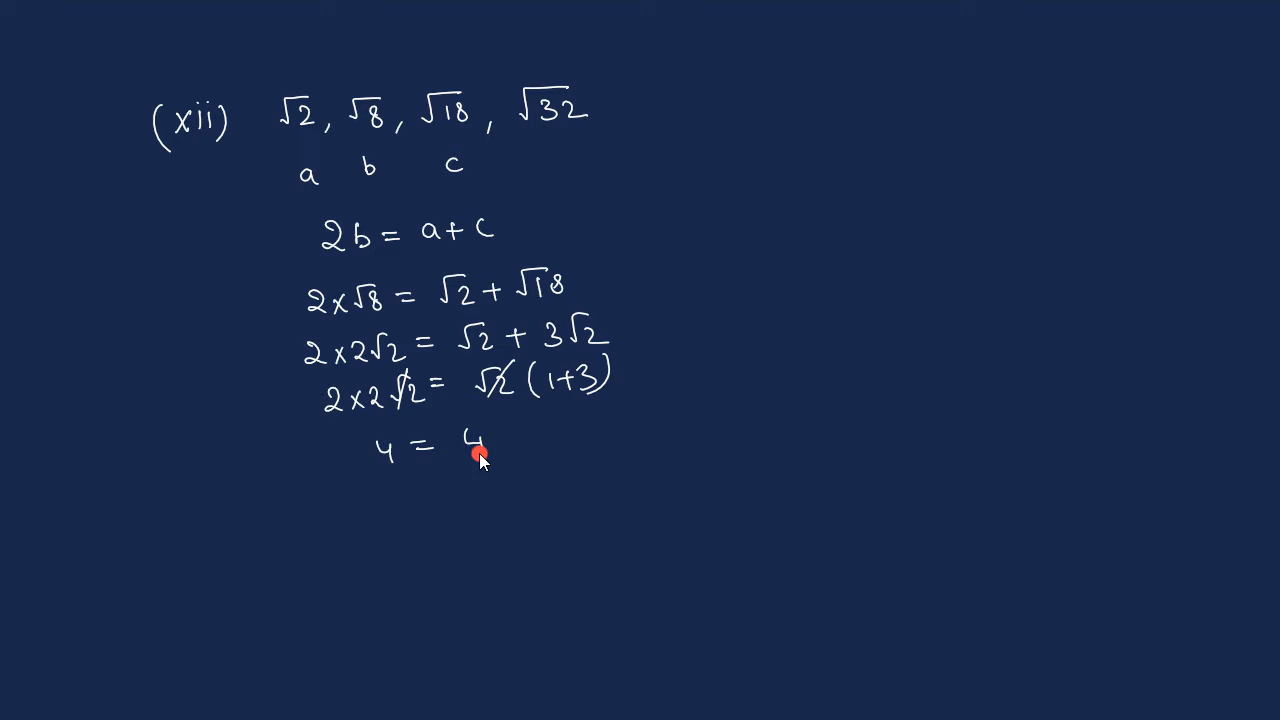 (xii) √2, √8, √18, √32
a b c
2b = a+c
2×√8 = √2 + √18
2×2√2 = √2 + 3√2
2×2√2 = √2 (1+3)
4 = 4